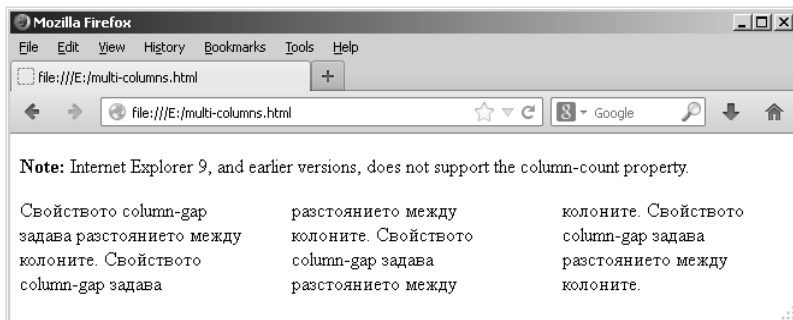 Mozilla Firefox
File Edit View History Bookmarks Tools Help
file:///E:/multi-columns.html
file:///E:/multi-columns.html
Google
Note: Internet Explorer 9, and earlier versions, does not support the column-count property.
Свойството column-gap
задава разстоянието между
колоните. Свойството
column-gap задава
разстоянието между
колоните. Свойството
column-gap задава
разстоянието между
колоните. Свойството
column-gap задава
разстоянието между
колоните.